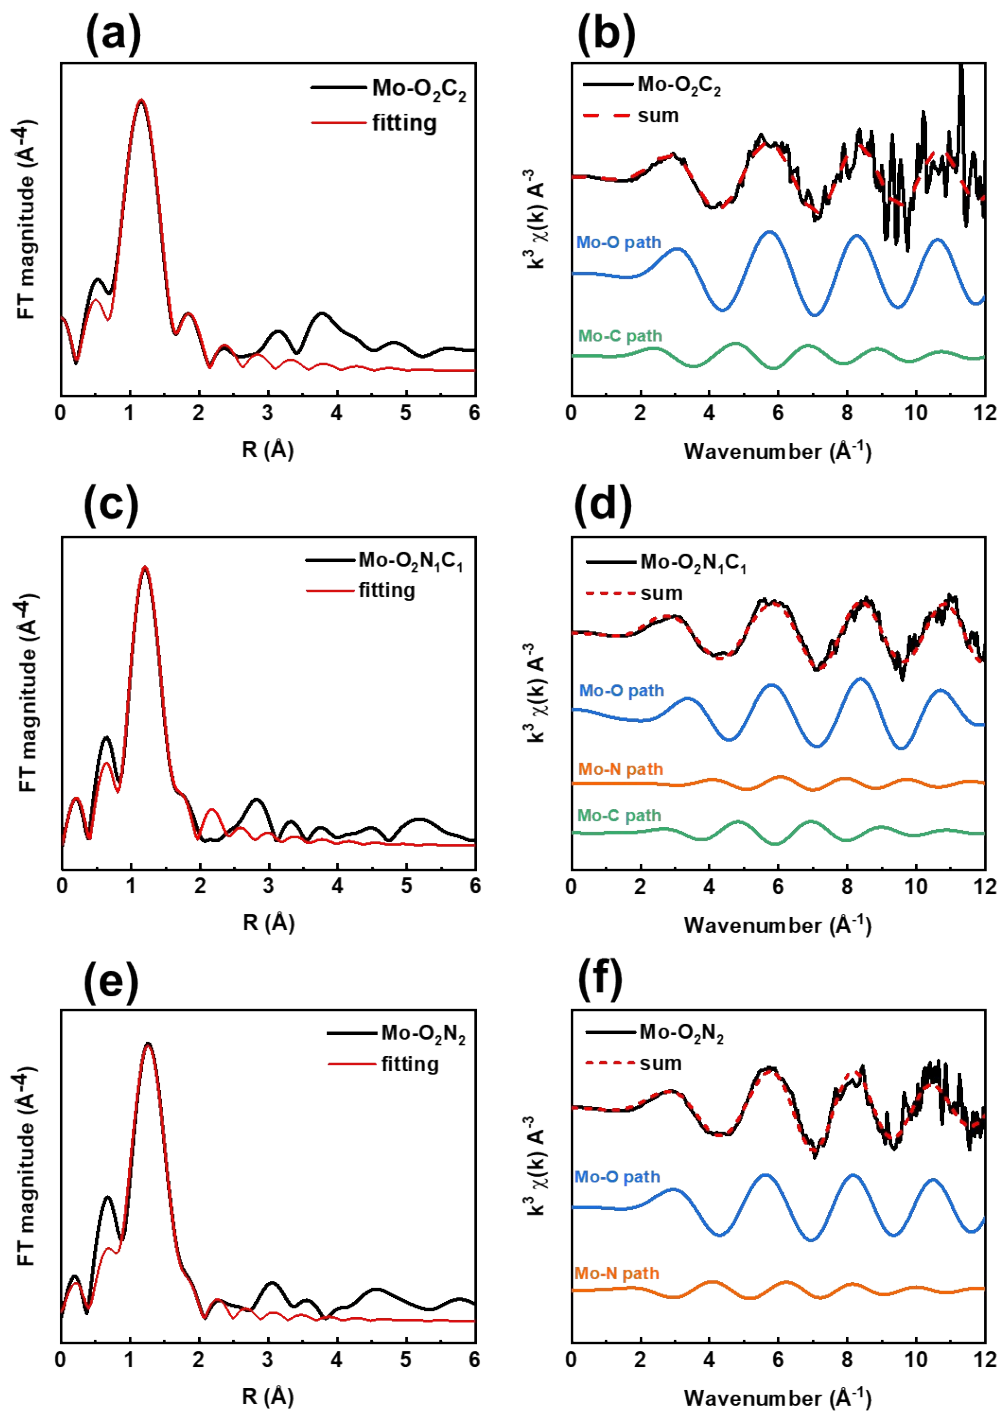 (a)
Mo-O₂C₂
fitting
FT magnitude (Å⁻⁴)
0 1 2 3 4 5 6
R (Å)
(b)
Mo-O₂C₂
sum
Mo-O path
Mo-C path
k³ χ(k) A⁻³
0 2 4 6 8 10 12
Wavenumber (Å⁻¹)
(c)
Mo-O₂N₁C₁
fitting
FT magnitude (Å⁻⁴)
0 1 2 3 4 5 6
R (Å)
(d)
Mo-O₂N₁C₁
sum
Mo-O path
Mo-N path
Mo-C path
k³ χ(k) A⁻³
0 2 4 6 8 10 12
Wavenumber (Å⁻¹)
(e)
Mo-O₂N₂
fitting
FT magnitude (Å⁻⁴)
0 1 2 3 4 5 6
R (Å)
(f)
Mo-O₂N₂
sum
Mo-O path
Mo-N path
k³ χ(k) A⁻³
0 2 4 6 8 10 12
Wavenumber (Å⁻¹)